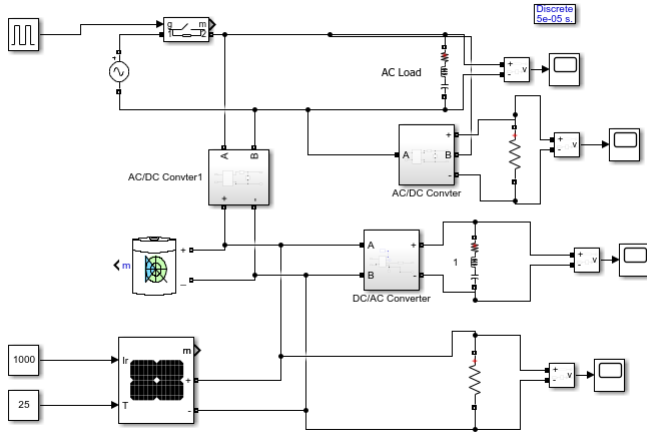 Discrete
5e-05 s.
g m
1 2
AC Load
+
-
v
A B
AC/DC Convter1
+ -
A
B
+
-
AC/DC Convter
+
-
v
m
+
_
A
B
+
-
DC/AC Converter
1
+
-
v
1000
Ir
m
25
T
+
-
+
-
v